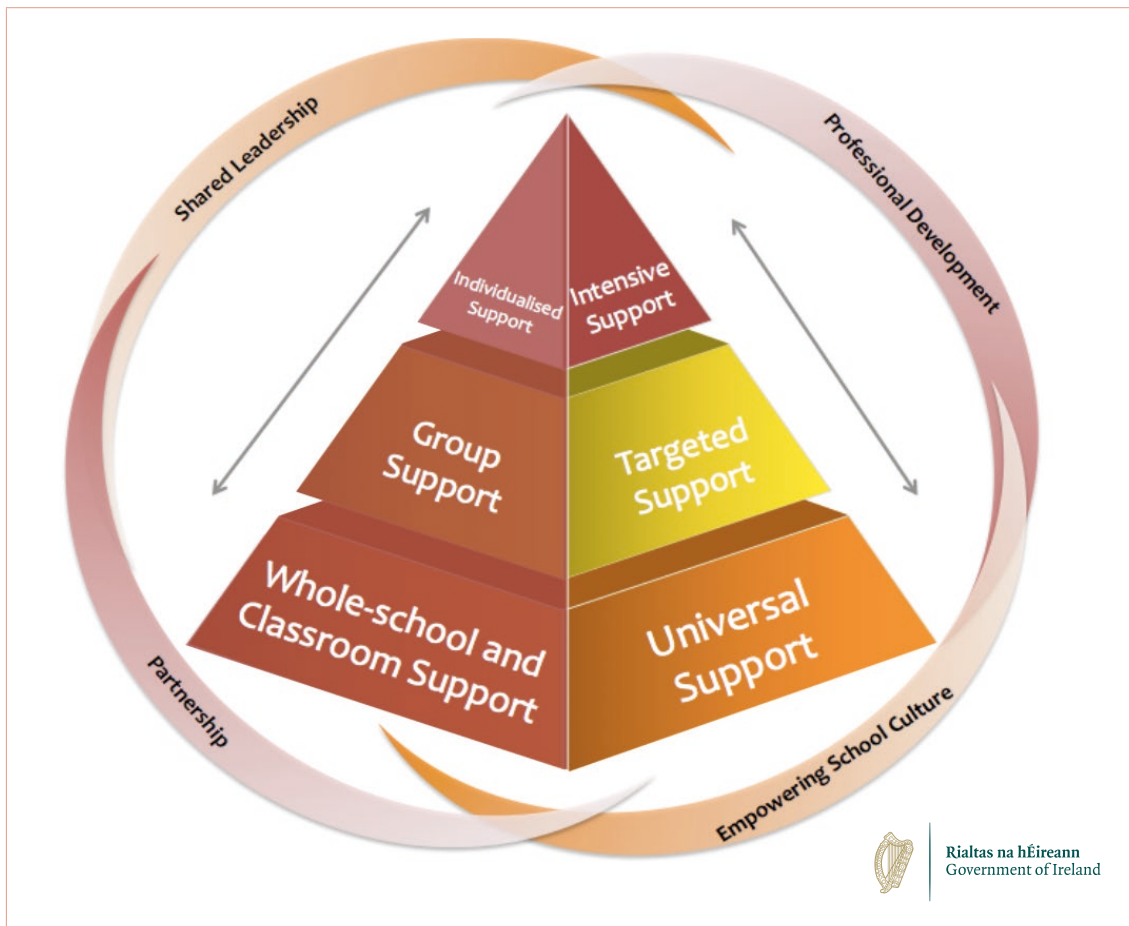 Shared Leadership
Professional Development
Individualised
Support
Intensive
Support
Group
Support
Targeted
Support
Whole-school and
Classroom Support
Universal
Support
Partnership
Empowering School Culture
Rialtas na hÉireann
Government of Ireland